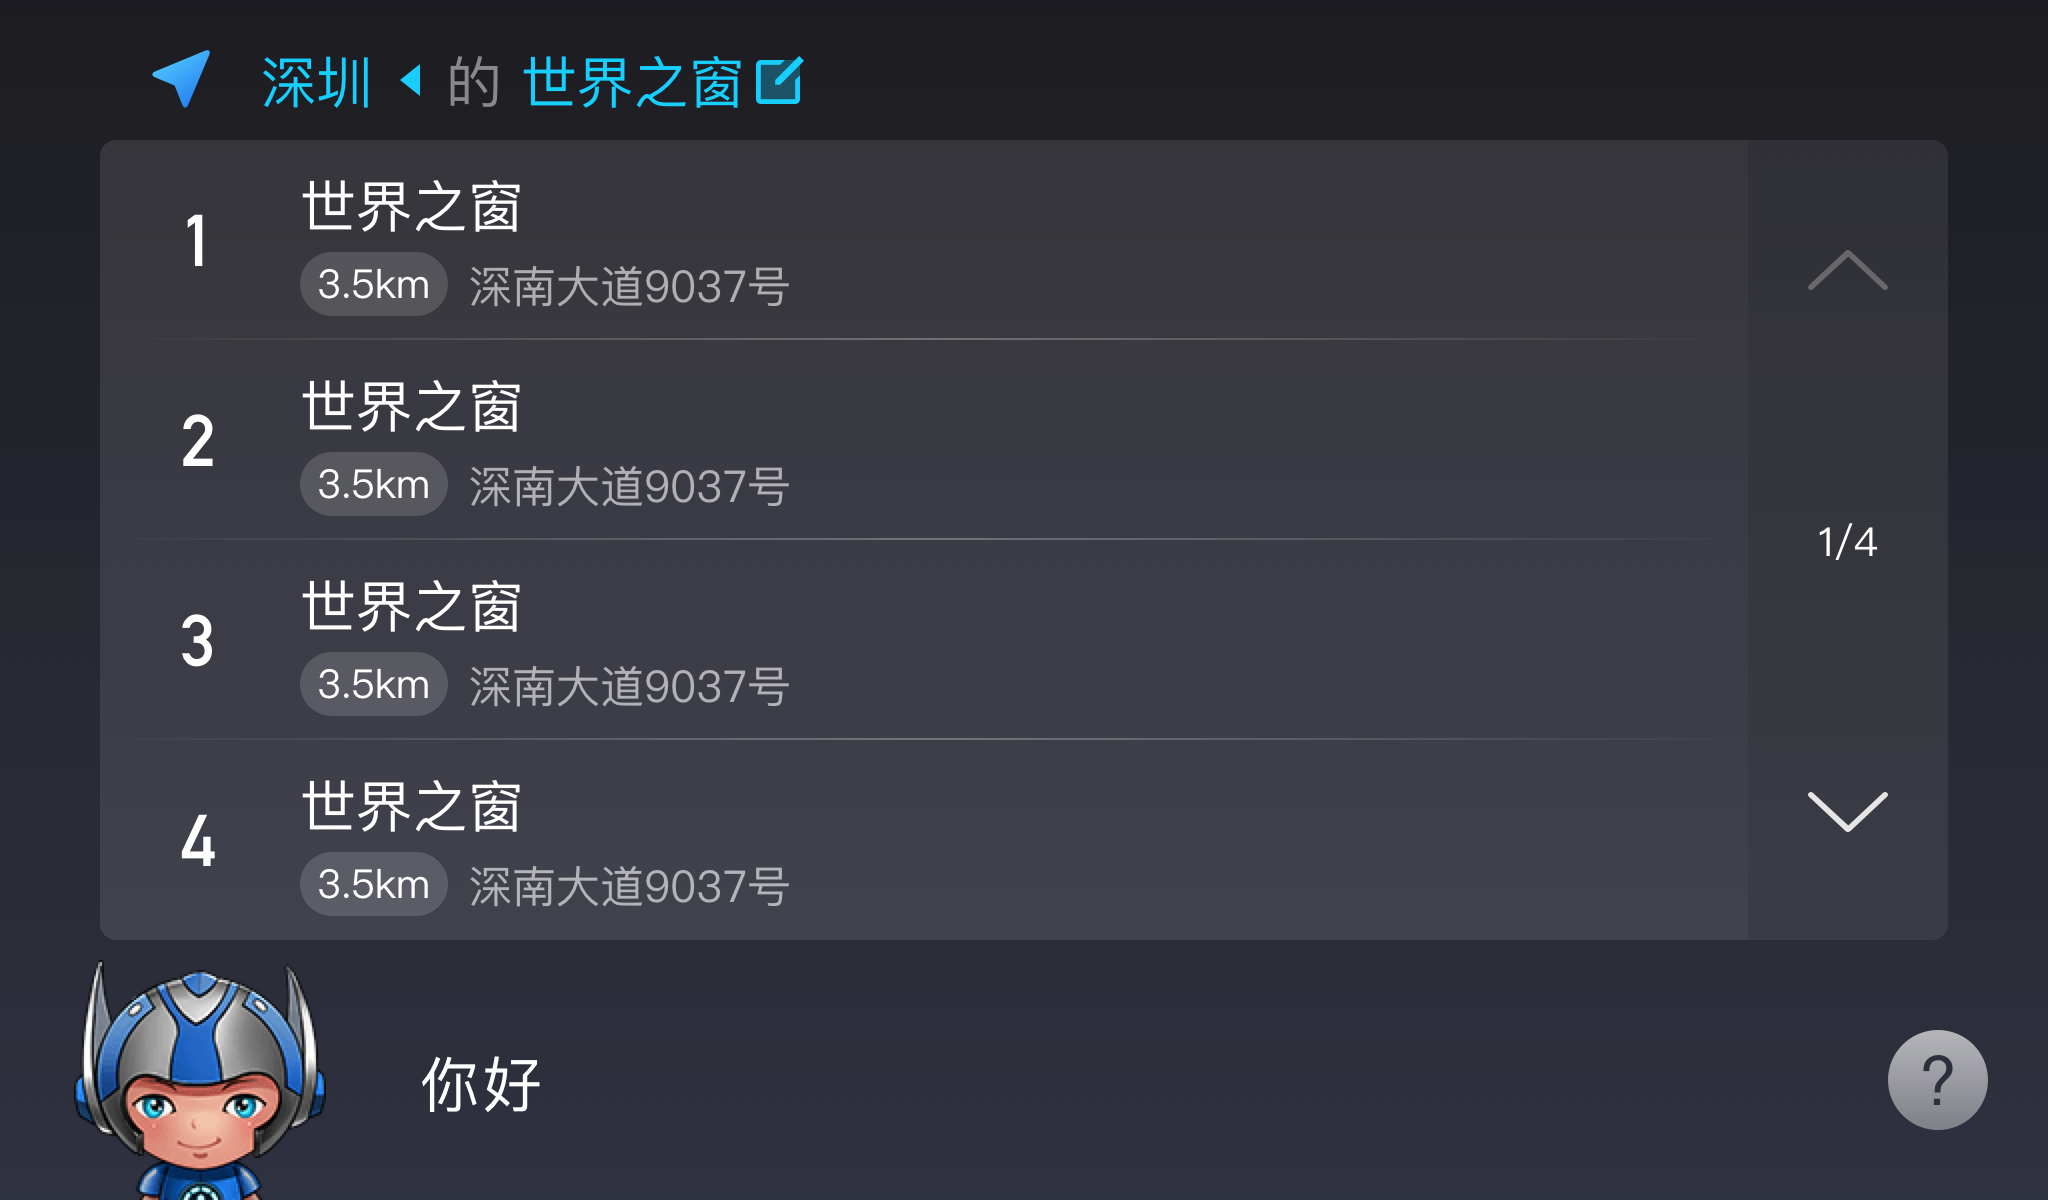 深圳 的 世界之窗
1 世界之窗
3.5km 深南大道9037号
2 世界之窗
3.5km 深南大道9037号
3 世界之窗
3.5km 深南大道9037号
4 世界之窗
3.5km 深南大道9037号
1/4
你好
?